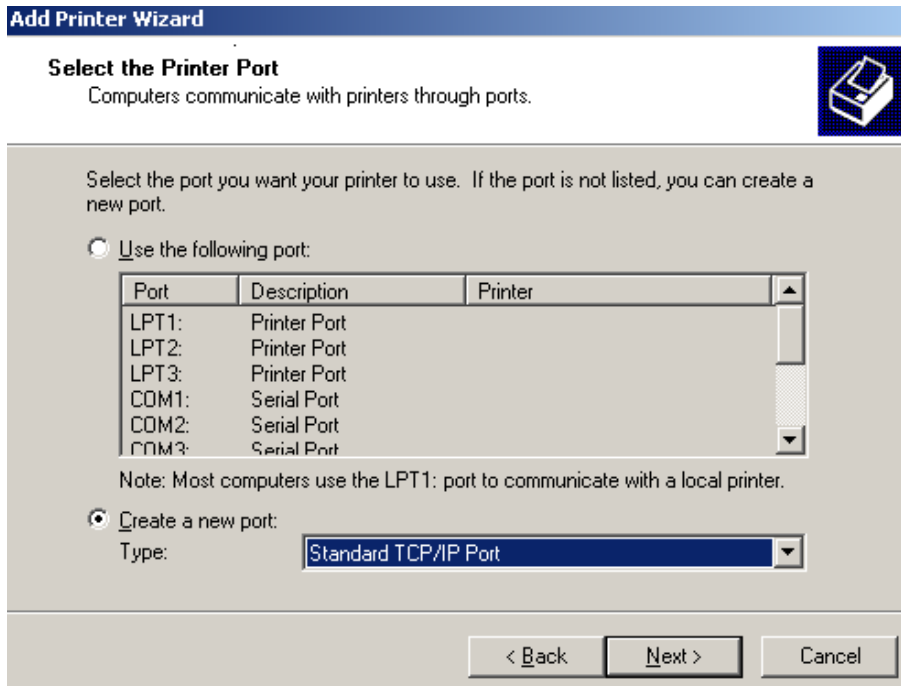 Add Printer Wizard
Select the Printer Port
Computers communicate with printers through ports.
Select the port you want your printer to use. If the port is not listed, you can create a
new port.
Use the following port:
Port Description Printer
LPT1: Printer Port
LPT2: Printer Port
LPT3: Printer Port
COM1: Serial Port
COM2: Serial Port
COM3: Serial Port
Note: Most computers use the LPT1: port to communicate with a local printer.
Create a new port:
Type: Standard TCP/IP Port
< Back Next > Cancel